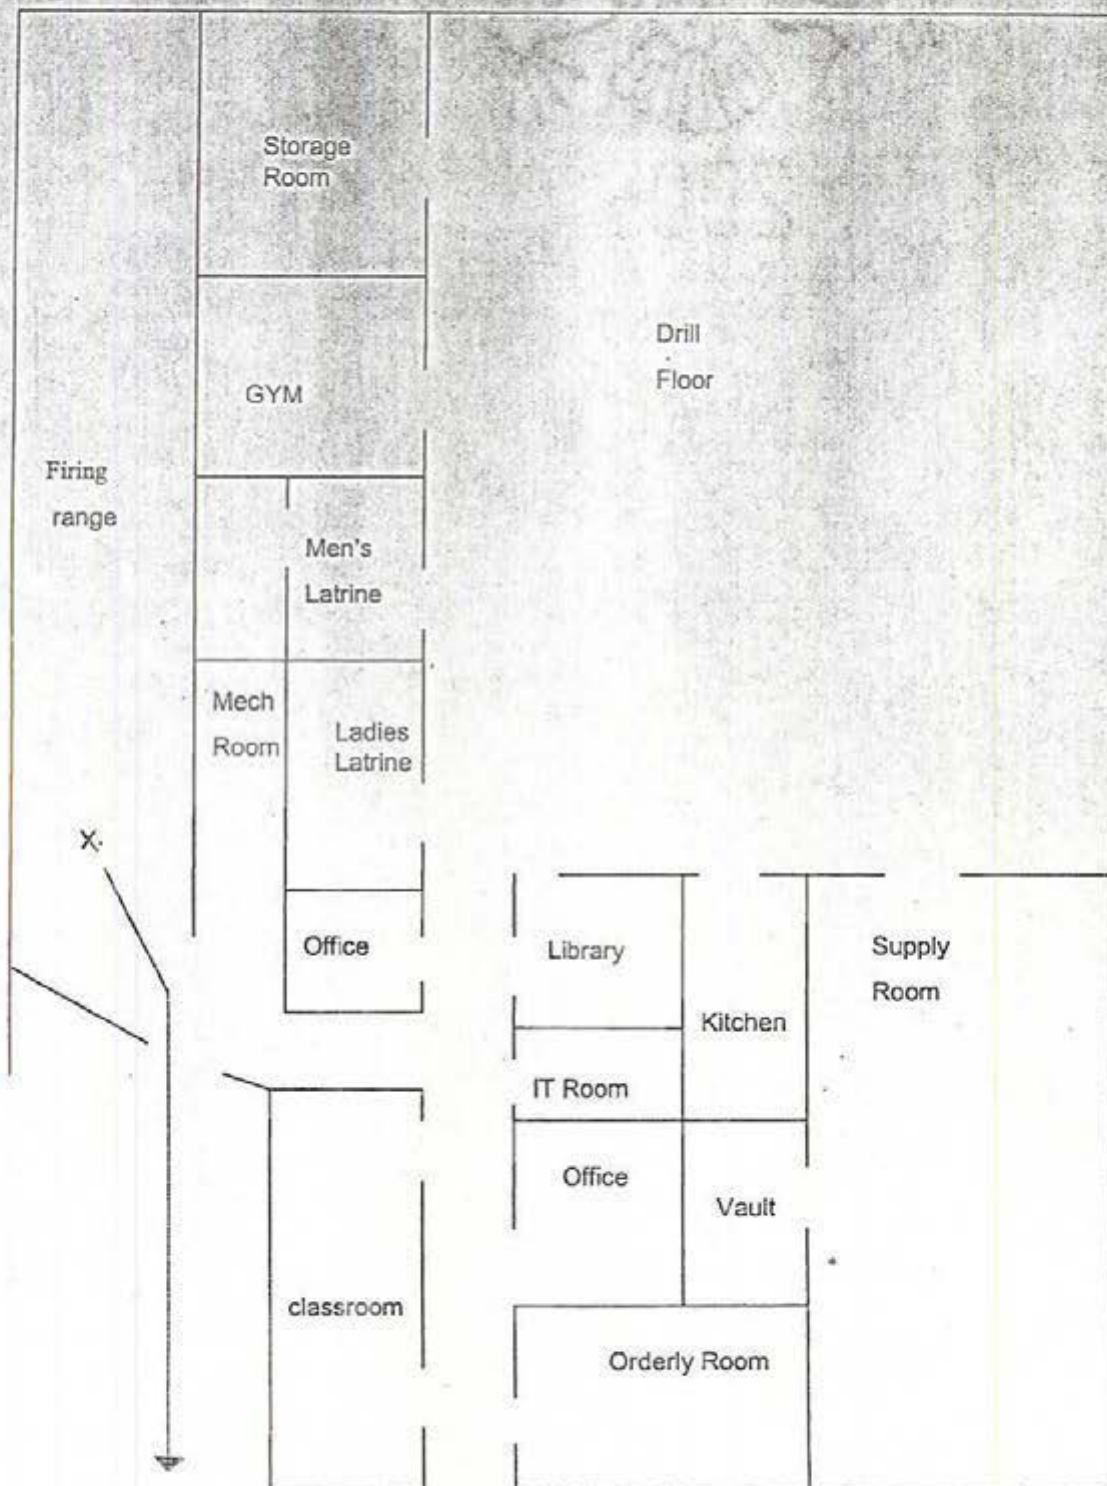 Storage
Room
Drill
Floor
GYM
Firing
range
Men's
Latrine
Mech
Room
Ladies
Latrine
X
Office
Library
Supply
Room
Kitchen
IT Room
Office
Vault
classroom
Orderly Room